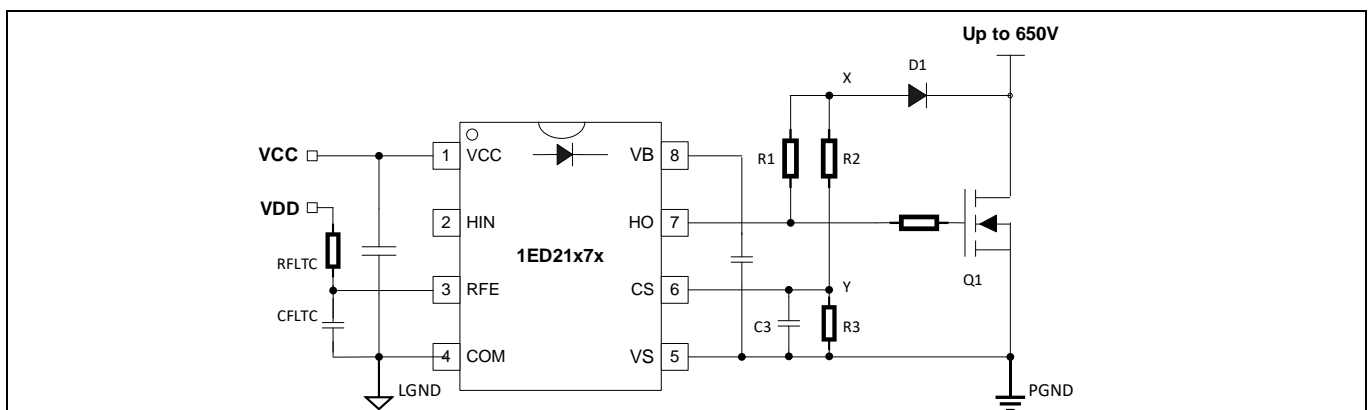 Up to 650V
D1
X
VCC
1
VCC
VB
8
R1
R2
VDD
2
HIN
HO
7
1ED21x7x
RFLTC
3
RFE
CS
6
Y
Q1
CFLTC
C3
R3
4
COM
VS
5
LGND
PGND